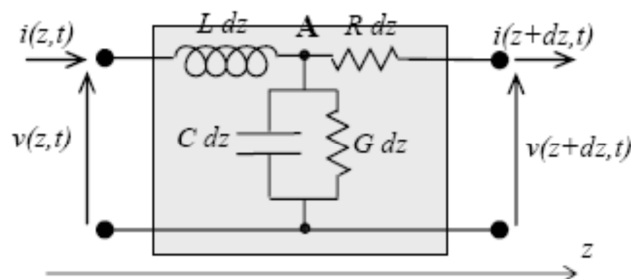 i(z,t) L dz A R dz i(z+dz,t)
v(z,t) C dz G dz v(z+dz,t)
z